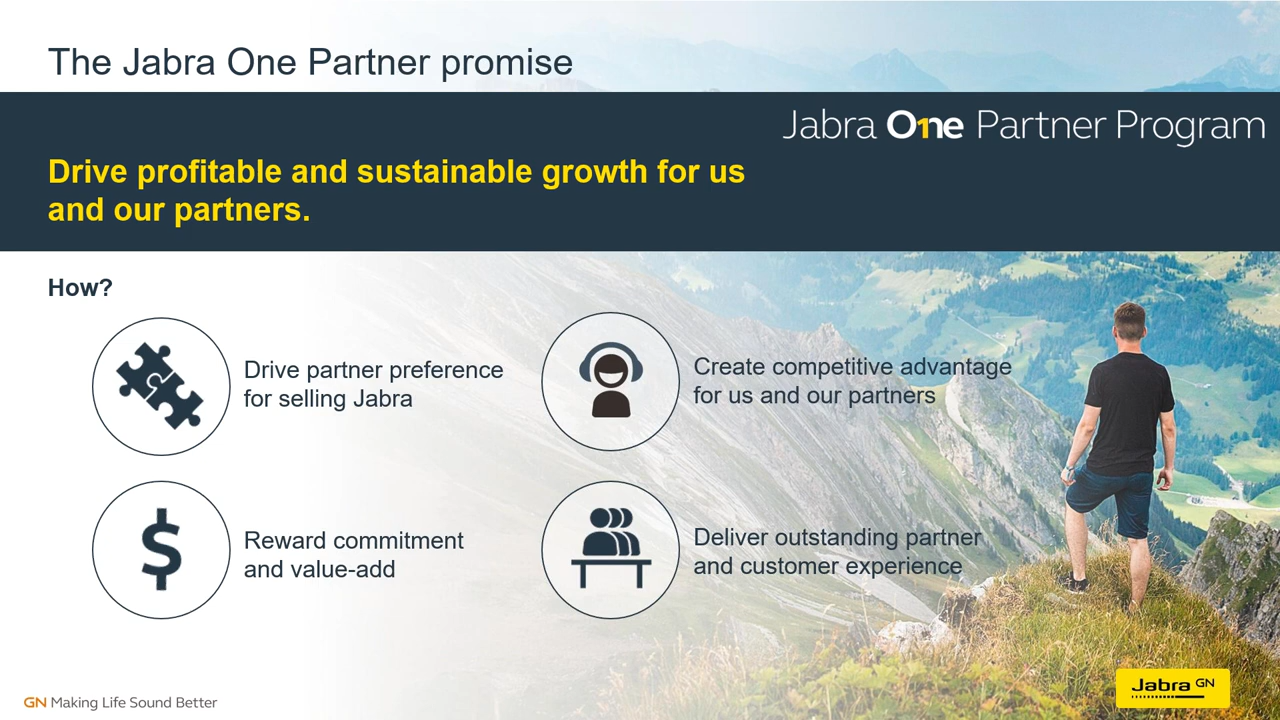 The Jabra One Partner promise
Jabra One Partner Program
Drive profitable and sustainable growth for us
and our partners.
How?
Drive partner preference
for selling Jabra
Create competitive advantage
for us and our partners
Reward commitment
and value-add
Deliver outstanding partner
and customer experience
GN Making Life Sound Better
Jabra GN